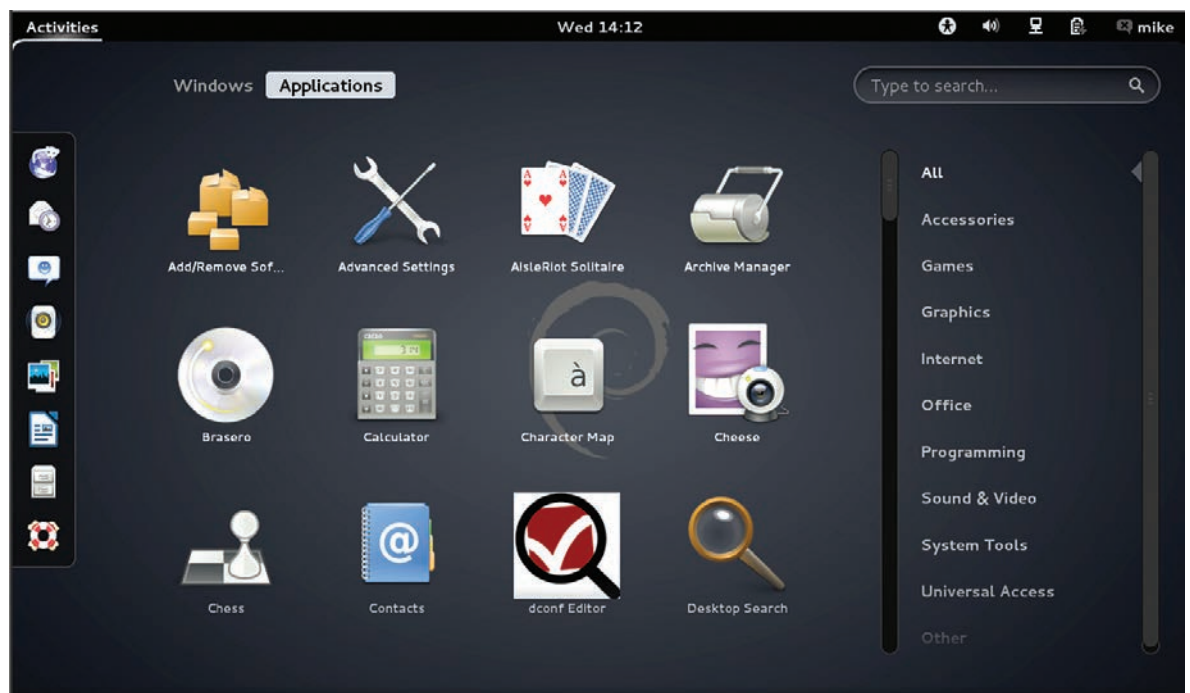 Activities Wed 14:12 mike
Windows Applications Type to search...
Add/Remove Sof... Advanced Settings AisleRiot Solitaire Archive Manager
Brasero Calculator Character Map Cheese
à
@
Chess Contacts dconf Editor Desktop Search
All
Accessories
Games
Graphics
Internet
Office
Programming
Sound & Video
System Tools
Universal Access
Other